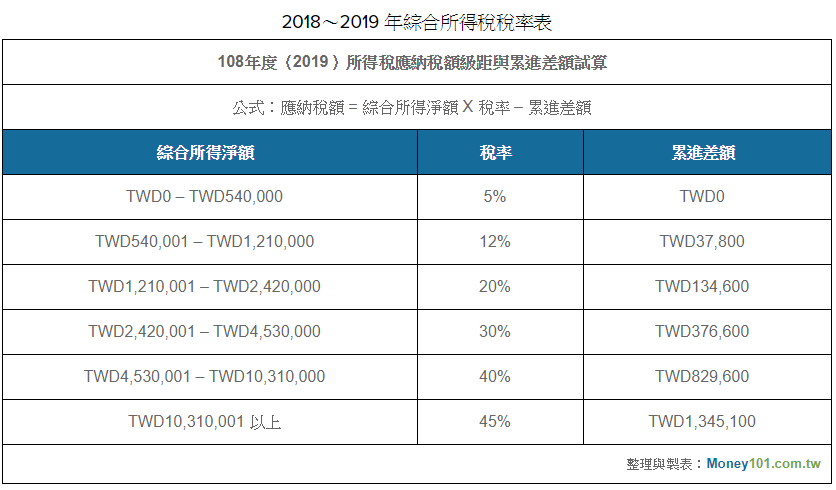 2018～2019 年綜合所得稅稅率表
108年度（2019）所得稅應納稅額級距與累進差額試算
公式：應納稅額 = 綜合所得淨額 X 稅率 – 累進差額
綜合所得淨額 稅率 累進差額
TWD0 – TWD540,000 5% TWD0
TWD540,001 – TWD1,210,000 12% TWD37,800
TWD1,210,001 – TWD2,420,000 20% TWD134,600
TWD2,420,001 – TWD4,530,000 30% TWD376,600
TWD4,530,001 – TWD10,310,000 40% TWD829,600
TWD10,310,001 以上 45% TWD1,345,100
整理與製表：Money101.com.tw